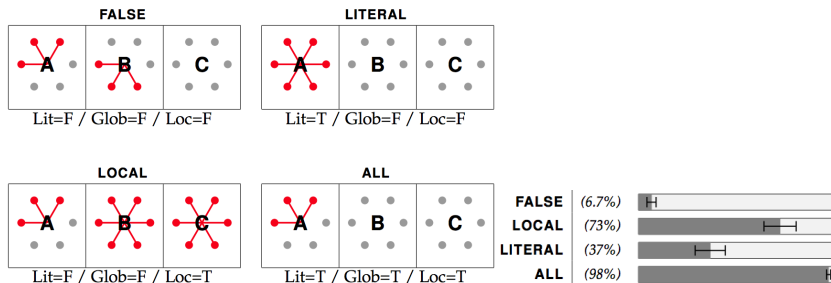 FALSE
LITERAL
A B C
A B C
Lit=F / Glob=F / Loc=F
Lit=T / Glob=F / Loc=F
LOCAL
ALL
A B C
A B C
Lit=F / Glob=F / Loc=T
Lit=T / Glob=T / Loc=T
FALSE (6.7%)
LOCAL (73%)
LITERAL (37%)
ALL (98%)